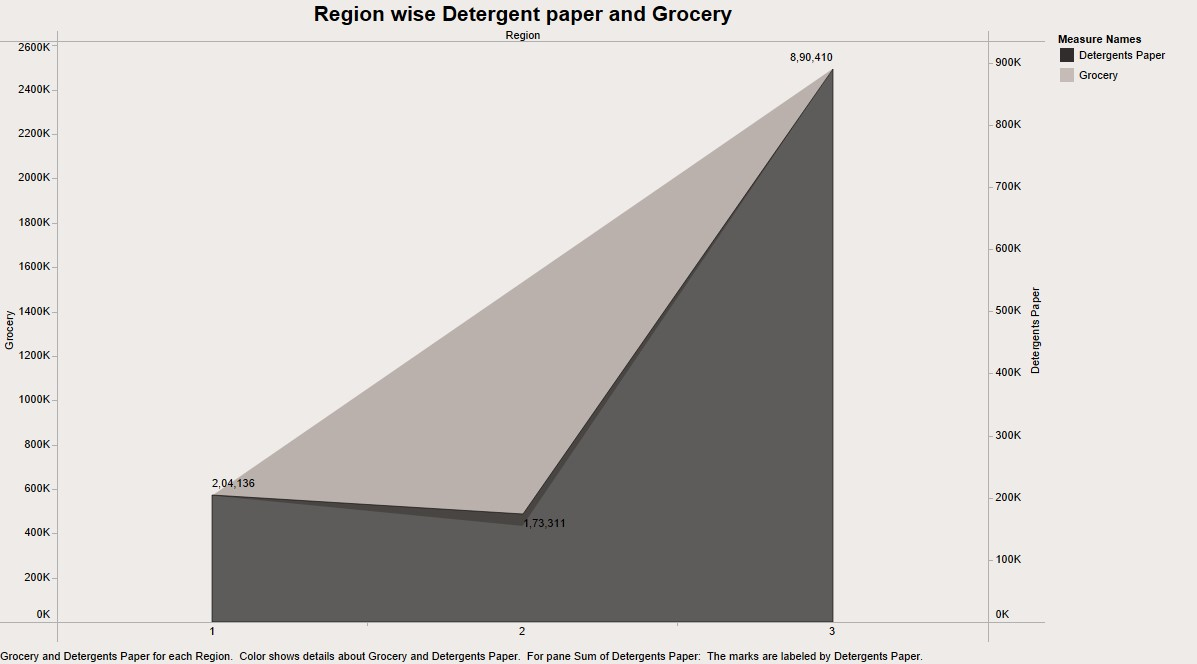 Region wise Detergent paper and Grocery
Region
Measure Names
Detergents Paper
Grocery
2600K
2400K
2200K
2000K
1800K
1600K
1400K
1200K
1000K
800K
600K
400K
200K
0K
Grocery
8,90,410
2,04,136
1,73,311
900K
800K
700K
600K
500K
400K
300K
200K
100K
0K
Detergents Paper
1 2 3
Grocery and Detergents Paper for each Region. Color shows details about Grocery and Detergents Paper. For pane Sum of Detergents Paper: The marks are labeled by Detergents Paper.